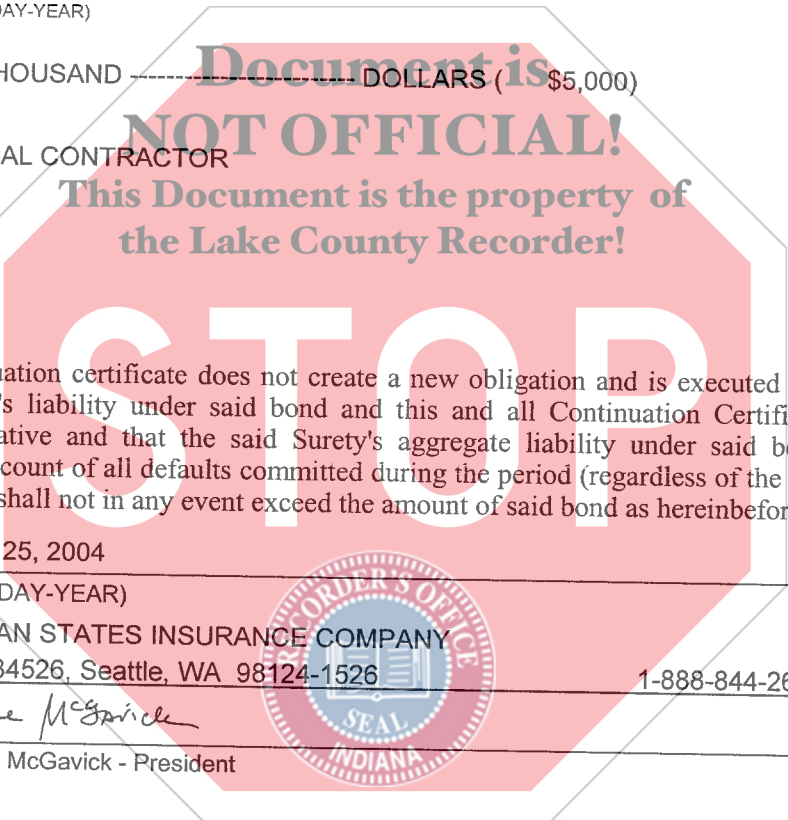 DAY-YEAR)
HOUSAND ----------------------- DOLLARS ( $5,000)
Document is
NOT OFFICIAL!
AL CONTRACTOR
This Document is the property of
the Lake County Recorder!
STOP
uation certificate does not create a new obligation and is executed
's liability under said bond and this and all Continuation Certifi
ative and that the said Surety's aggregate liability under said b
count of all defaults committed during the period (regardless of the
shall not in any event exceed the amount of said bond as hereinbefor
25, 2004
DAY-YEAR)
AN STATES INSURANCE COMPANY
34526, Seattle, WA 98124-1526 1-888-844-26
RECORDER'S OFFICE
SEAL
INDIANA
e McGavick
McGavick - President